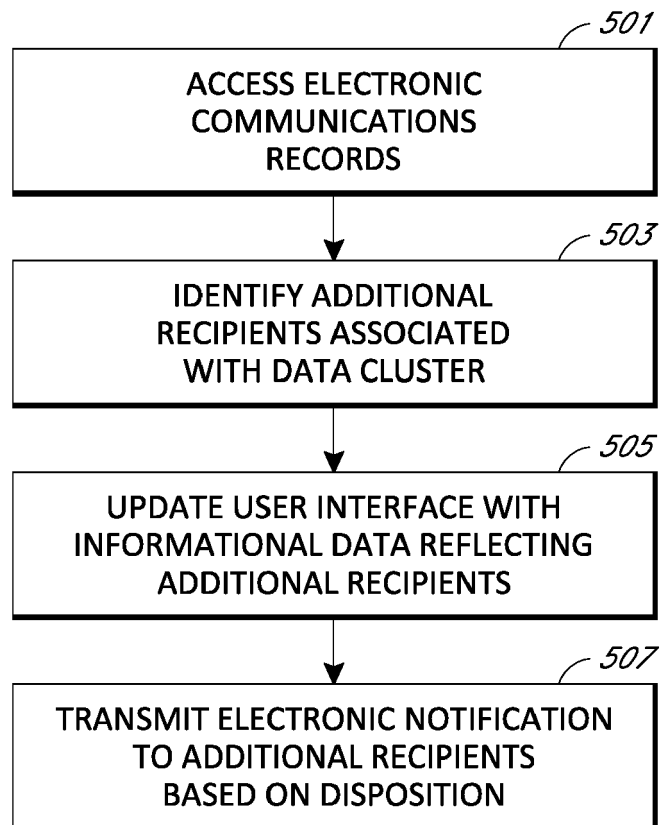 501
ACCESS ELECTRONIC
COMMUNICATIONS
RECORDS
503
IDENTIFY ADDITIONAL
RECIPIENTS ASSOCIATED
WITH DATA CLUSTER
505
UPDATE USER INTERFACE WITH
INFORMATIONAL DATA REFLECTING
ADDITIONAL RECIPIENTS
507
TRANSMIT ELECTRONIC NOTIFICATION
TO ADDITIONAL RECIPIENTS
BASED ON DISPOSITION